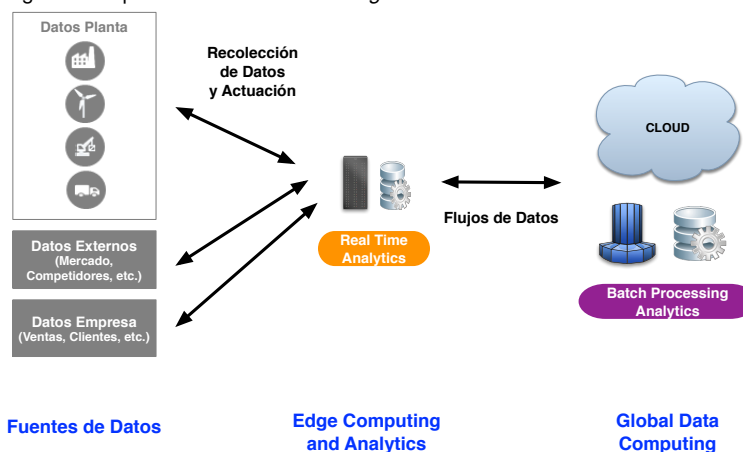 Datos Planta
Recolección
de Datos
y Actuación
CLOUD
Flujos de Datos
Datos Externos
(Mercado,
Competidores, etc.)
Real Time
Analytics
Batch Processing
Analytics
Datos Empresa
(Ventas, Clientes, etc.)
Fuentes de Datos
Edge Computing
and Analytics
Global Data
Computing